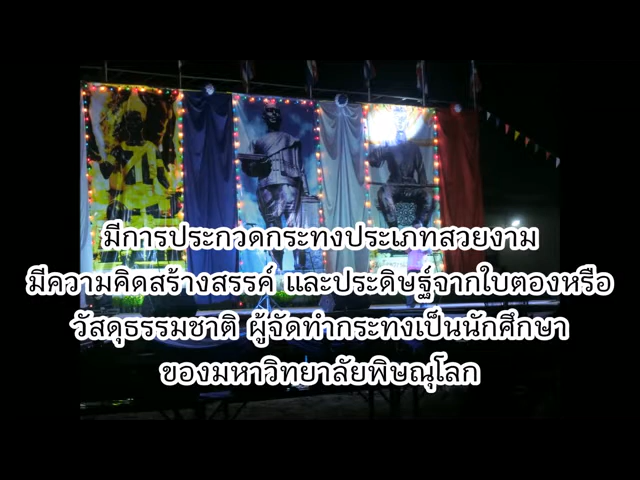 มีการประกวดกระทงประเภทสวยงาม
มีความคิดสร้างสรรค์ และประดิษฐ์จากใบตองหรือ
วัสดุธรรมชาติ ผู้จัดทำกระทงเป็นนักศึกษา
ของมหาวิทยาลัยพิษณุโลก